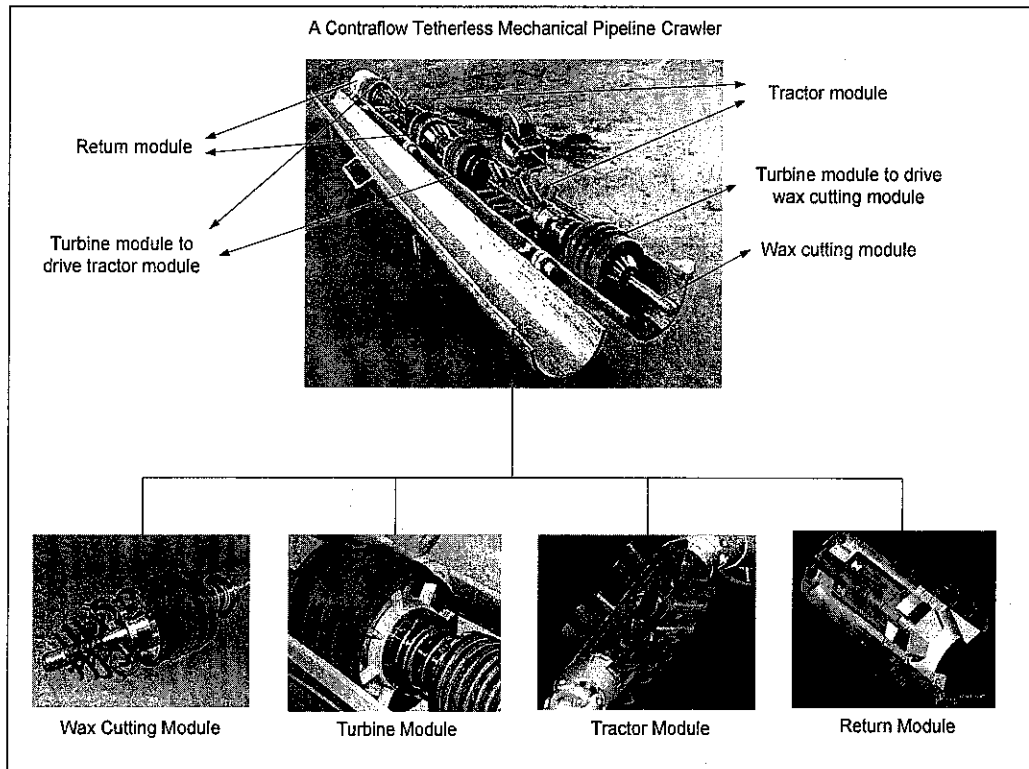 A Contraflow Tetherless Mechanical Pipeline Crawler
Return module
Tractor module
Turbine module to drive
wax cutting module
Turbine module to
drive tractor module
Wax cutting module
Wax Cutting Module
Turbine Module
Tractor Module
Return Module